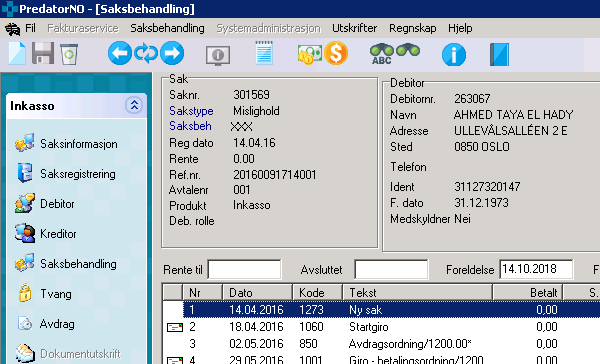 PredatorNO - [Saksbehandling]
Fil Fakturaservice Saksbehandling Systemadministrasjon Utskrifter Regnskap Hjelp
ABC
Inkasso
Saksinformasjon
Saksregistrering
Debitor
Kreditor
Saksbehandling
Tvang
Avdrag
Dokumentutskrift
Sak
Saknr. 301569
Sakstype Mislighold
Saksbeh XXX
Reg dato 14.04.16
Rente 0.00
Ref.nr. 20160091714001
Avtalenr 001
Produkt Inkasso
Deb. rolle
Debitor
Debitornr. 263067
Navn AHMED TAYA EL HADY
Adresse ULLEVÅLSALLÉEN 2 E
Sted 0850 OSLO
Telefon
Ident 31127320147
F. dato 31.12.1973
Medskyldner Nei
Rente til Avsluttet Foreldelse 14.10.2018 F
Nr Dato Kode Tekst Betalt S.
1 14.04.2016 1273 Ny sak 0,00
2 18.04.2016 1060 Startgiro 0,00
3 02.05.2016 850 Avdragsordning/1200.00* 0,00
4 29.05.2016 1001 Giro - betalingsordning/1200.00 0,00